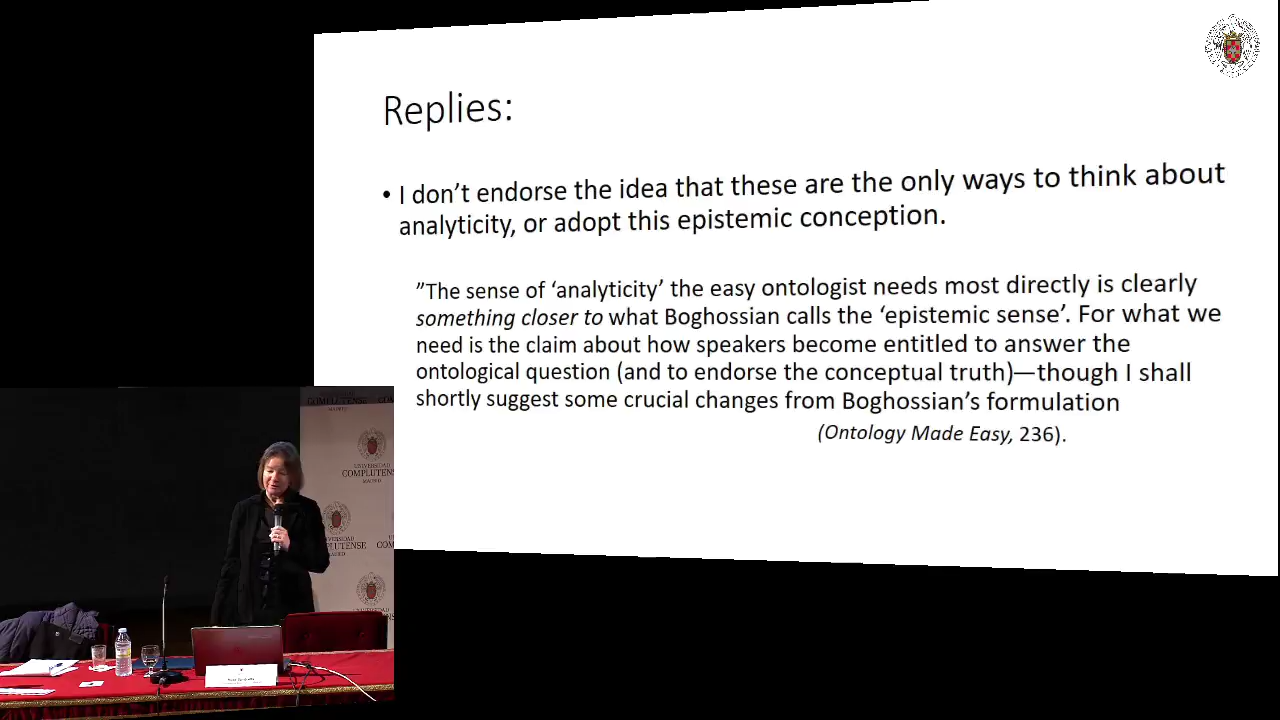 Replies:
• I don’t endorse the idea that these are the only ways to think about
analyticity, or adopt this epistemic conception.
”The sense of ‘analyticity’ the easy ontologist needs most directly is clearly
something closer to what Boghossian calls the ‘epistemic sense’. For what we
need is the claim about how speakers become entitled to answer the
ontological question (and to endorse the conceptual truth)—though I shall
shortly suggest some crucial changes from Boghossian’s formulation
(Ontology Made Easy, 236).
COMPLUTENSE
UNIVERSIDAD
COMPLUTENSE
MADRID
UNIVERSIDAD
PLUTENSE
MADRID